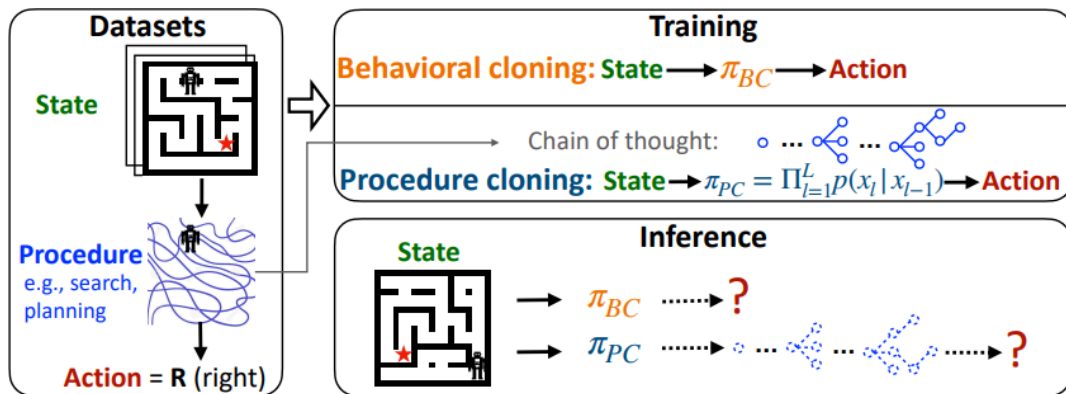 Datasets
State
Procedure
e.g., search,
planning
Action = R (right)
Training
Behavioral cloning: State π_BC Action
Chain of thought: ... ...
Procedure cloning: State π_PC = Π_{l=1}^L p(x_l | x_{l-1}) Action
Inference
State
π_BC ?
π_PC ... ... ?